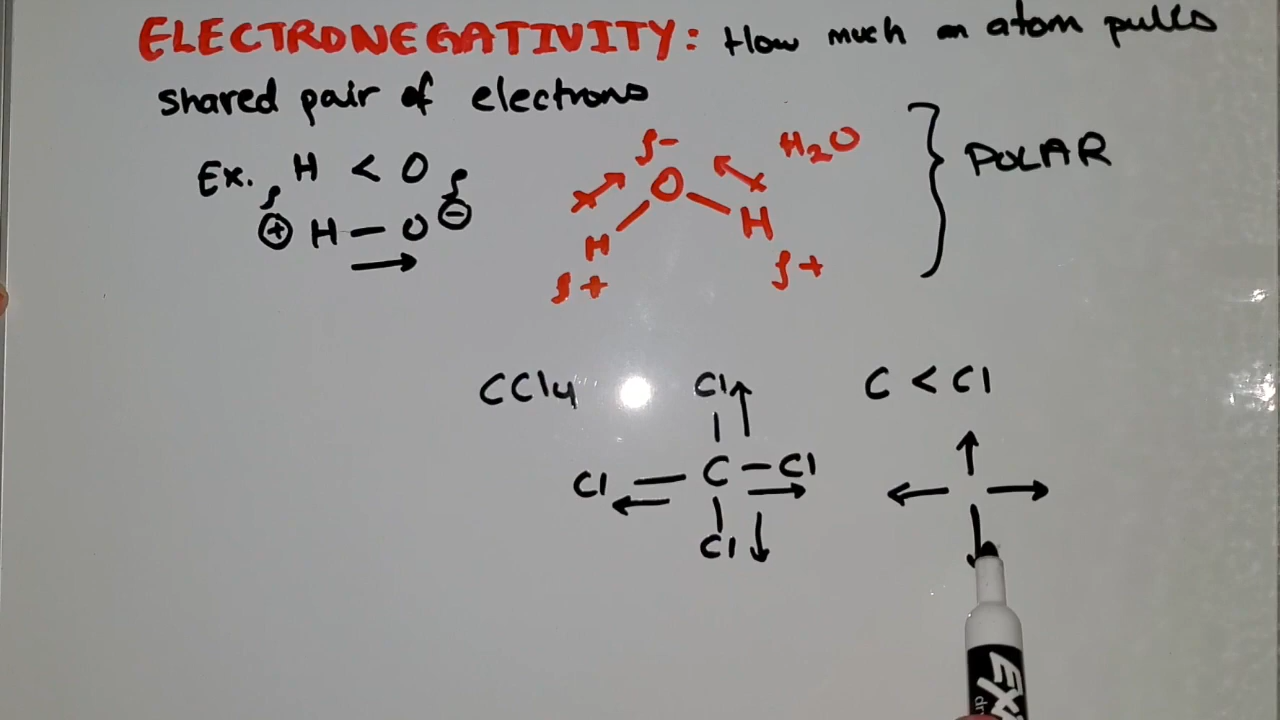 ELECTRONEGATIVITY: How much an atom pulls
shared pair of electrons
Ex. H < O
δ⊕ H — O δ⊖
δ-
H₂O
O
H
H
δ+
δ+
POLAR
CCl4
Cl
Cl — C — Cl
Cl
C < Cl
EX